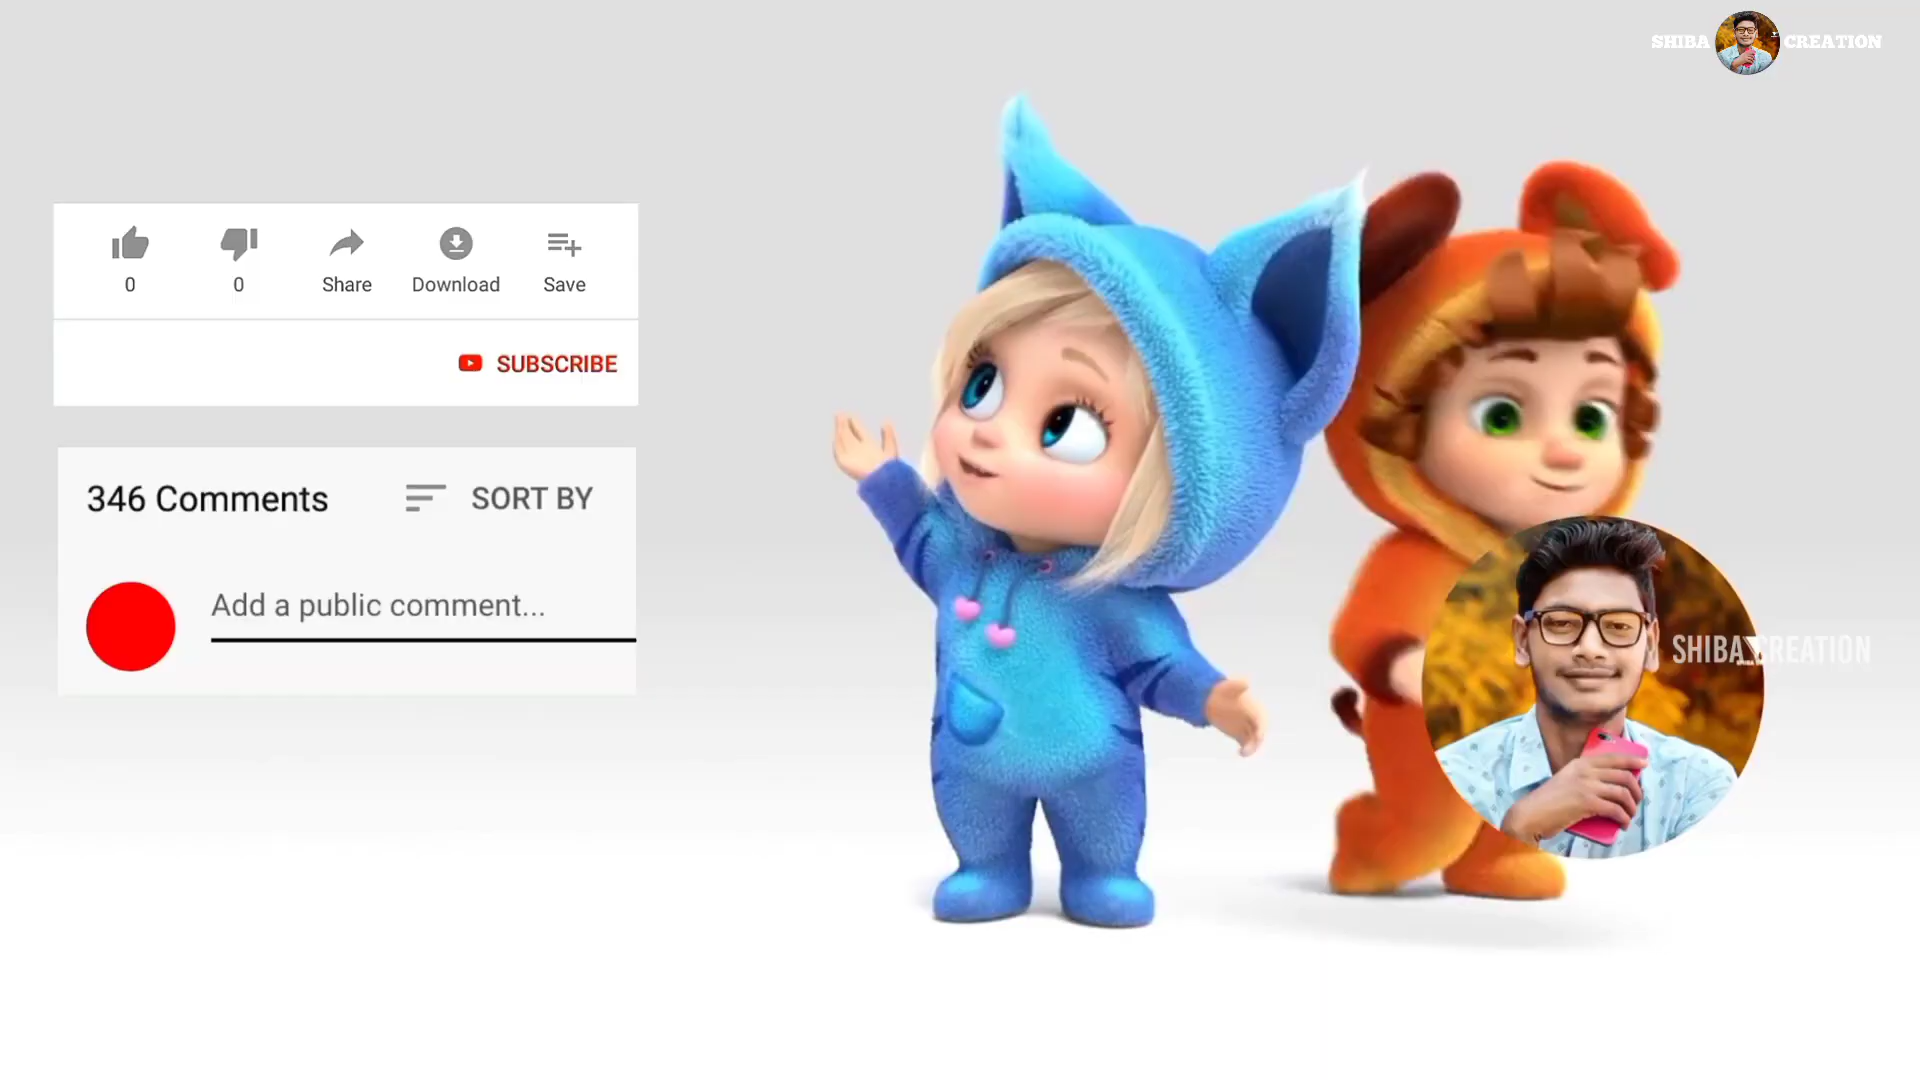 SHIBA CREATION
0 0 Share Download Save
SUBSCRIBE
346 Comments SORT BY
Add a public comment...
SHIBA CREATION